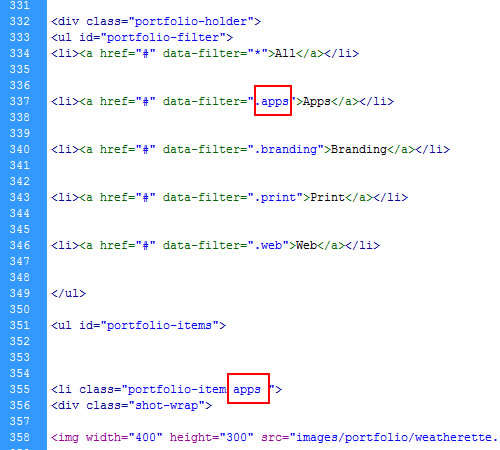 331
332 <div class="portfolio-holder">
333 <ul id="portfolio-filter">
334 <li><a href="#" data-filter="*">All</a></li>
335
336
337 <li><a href="#" data-filter=".apps">Apps</a></li>
338
339
340 <li><a href="#" data-filter=".branding">Branding</a></li>
341
342
343 <li><a href="#" data-filter=".print">Print</a></li>
344
345
346 <li><a href="#" data-filter=".web">Web</a></li>
347
348
349 </ul>
350
351 <ul id="portfolio-items">
352
353
354
355 <li class="portfolio-item apps ">
356 <div class="shot-wrap">
357
358 <img width="400" height="300" src="images/portfolio/weatherette.